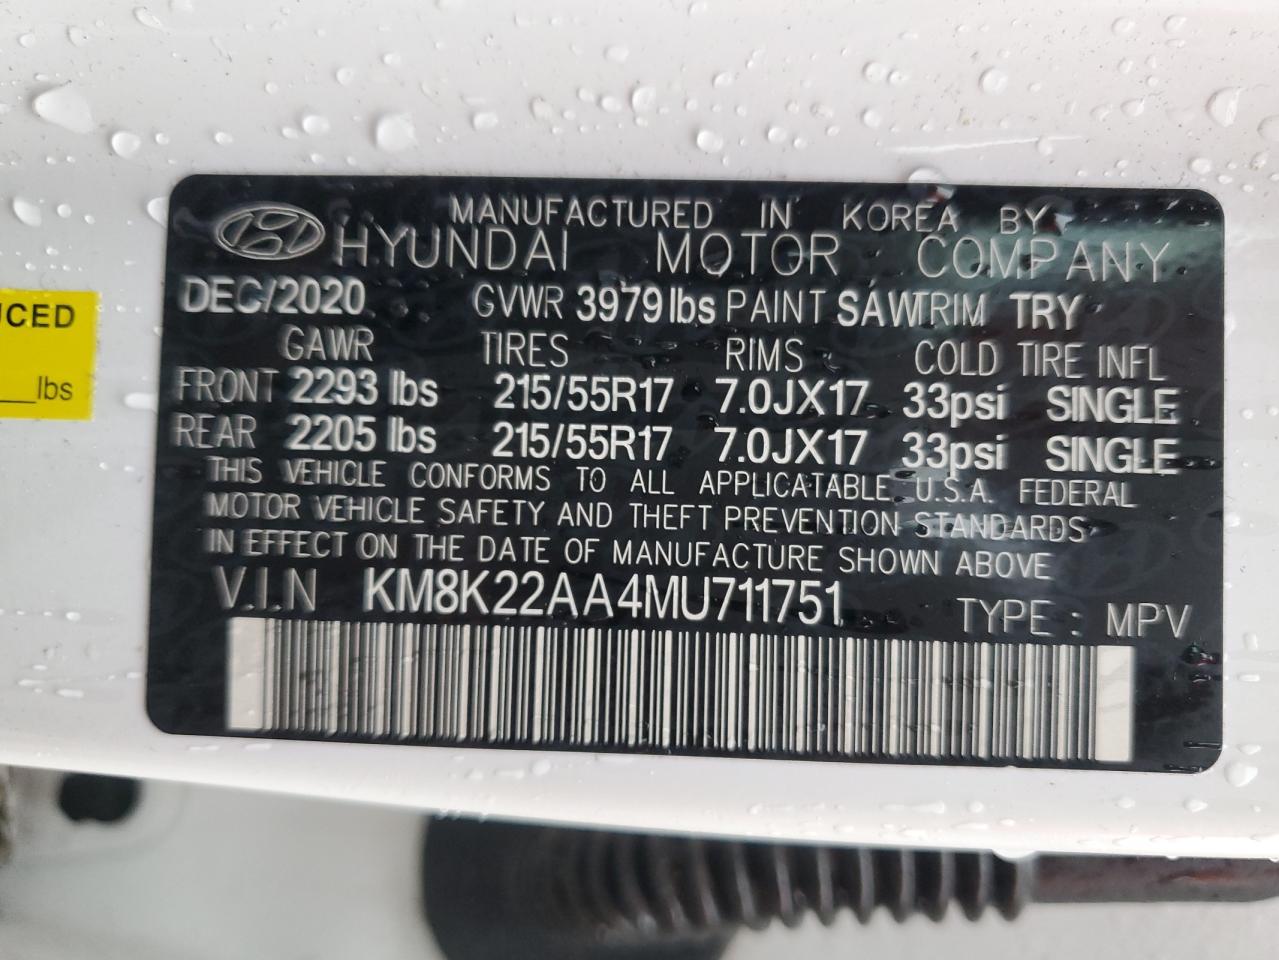 MANUFACTURED IN KOREA BY
HYUNDAI MOTOR COMPANY
DEC/2020 GVWR 3979 lbs PAINT SAW TRIM TRY
GAWR TIRES RIMS COLD TIRE INFL
FRONT 2293 lbs 215/55R17 7.0JX17 33psi SINGLE
REAR 2205 lbs 215/55R17 7.0JX17 33psi SINGLE
THIS VEHICLE CONFORMS TO ALL APPLICATABLE U.S.A. FEDERAL
MOTOR VEHICLE SAFETY AND THEFT PREVENTION STANDARDS
IN EFFECT ON THE DATE OF MANUFACTURE SHOWN ABOVE
V.I.N KM8K22AA4MU711751 TYPE : MPV
UCED
___lbs